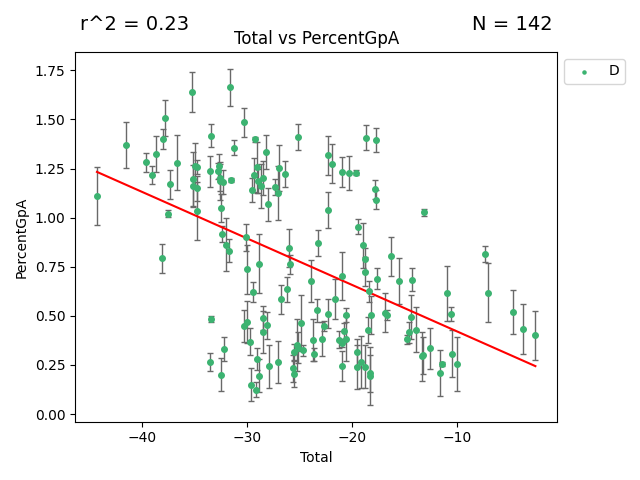 r^2 = 0.23
N = 142
Total vs PercentGpA
D
1.75
1.50
1.25
1.00
0.75
0.50
0.25
0.00
PercentGpA
−40
−30
−20
−10
Total